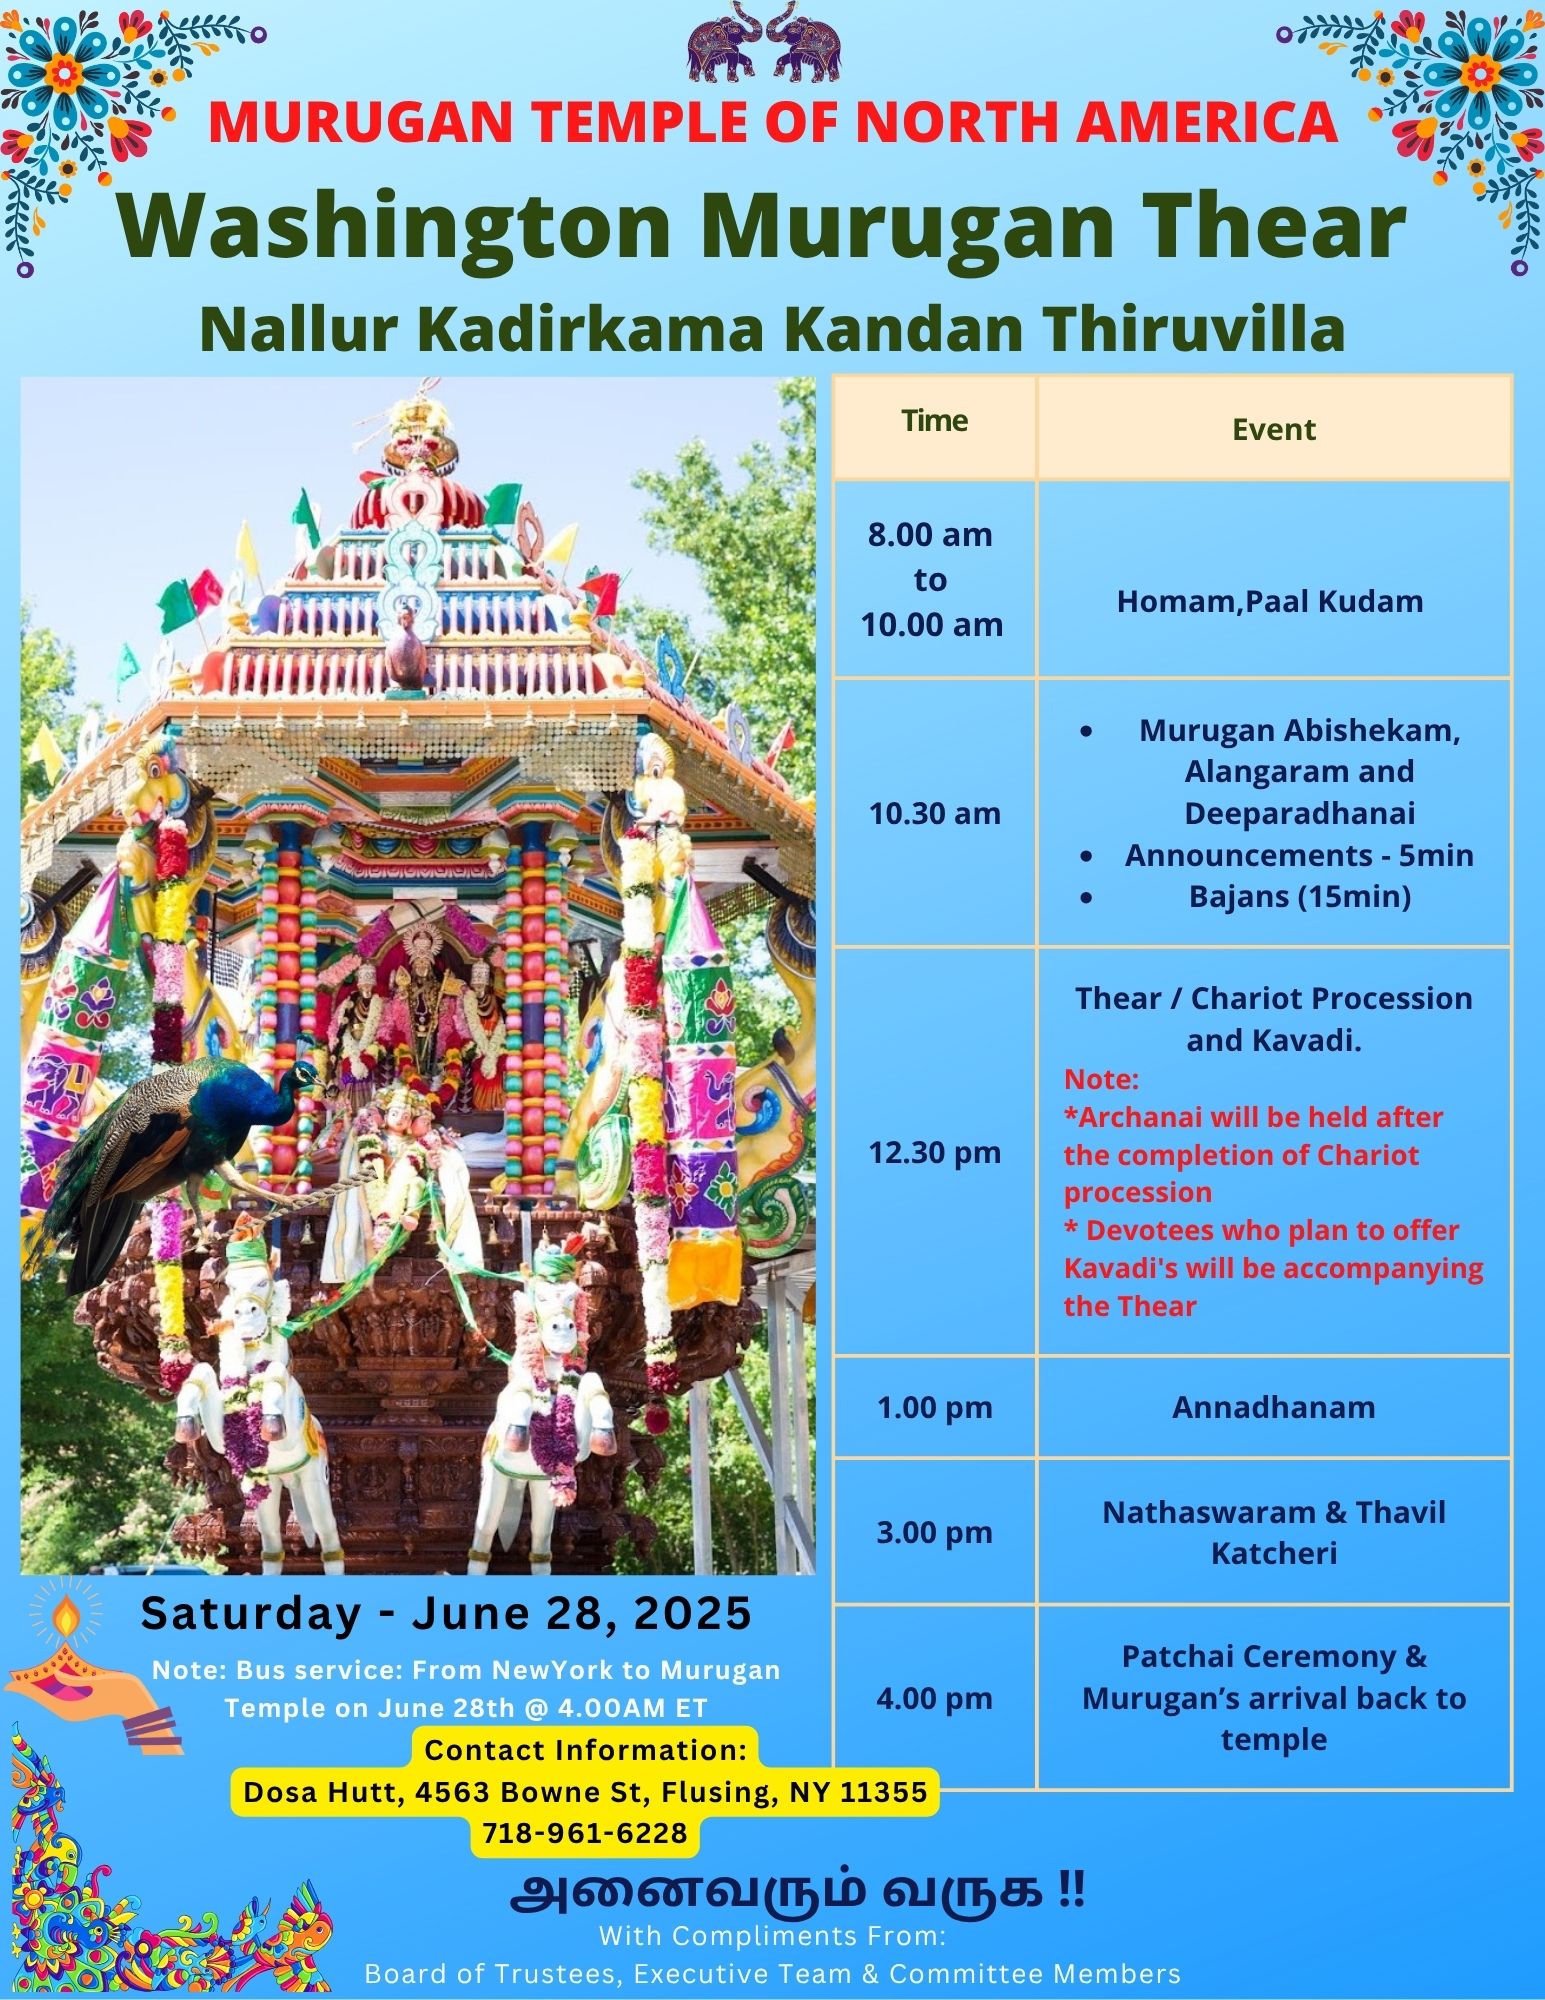 MURUGAN TEMPLE OF NORTH AMERICA
Washington Murugan Thear
Nallur Kadirkama Kandan Thiruvilla
Time
Event
8.00 am
to
10.00 am
Homam,Paal Kudam
10.30 am
• Murugan Abishekam,
Alangaram and
Deeparadhanai
• Announcements - 5min
• Bajans (15min)
12.30 pm
Thear / Chariot Procession
and Kavadi.
Note:
*Archanai will be held after
the completion of Chariot
procession
* Devotees who plan to offer
Kavadi's will be accompanying
the Thear
1.00 pm
Annadhanam
3.00 pm
Nathaswaram & Thavil
Katcheri
4.00 pm
Patchai Ceremony &
Murugan’s arrival back to
temple
Saturday - June 28, 2025
Note: Bus service: From NewYork to Murugan
Temple on June 28th @ 4.00AM ET
Contact Information:
Dosa Hutt, 4563 Bowne St, Flusing, NY 11355
718-961-6228
அனைவரும் வருக !!
With Compliments From:
Board of Trustees, Executive Team & Committee Members